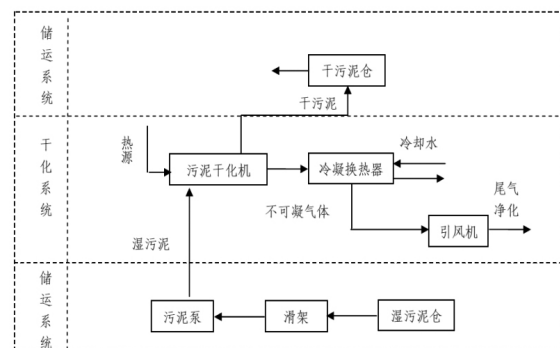 储运系统
干污泥仓
干污泥
干化系统
热源
污泥干化机
冷凝换热器
冷却水
不可凝气体
引风机
尾气
净化
湿污泥
储运系统
污泥泵
滑架
湿污泥仓